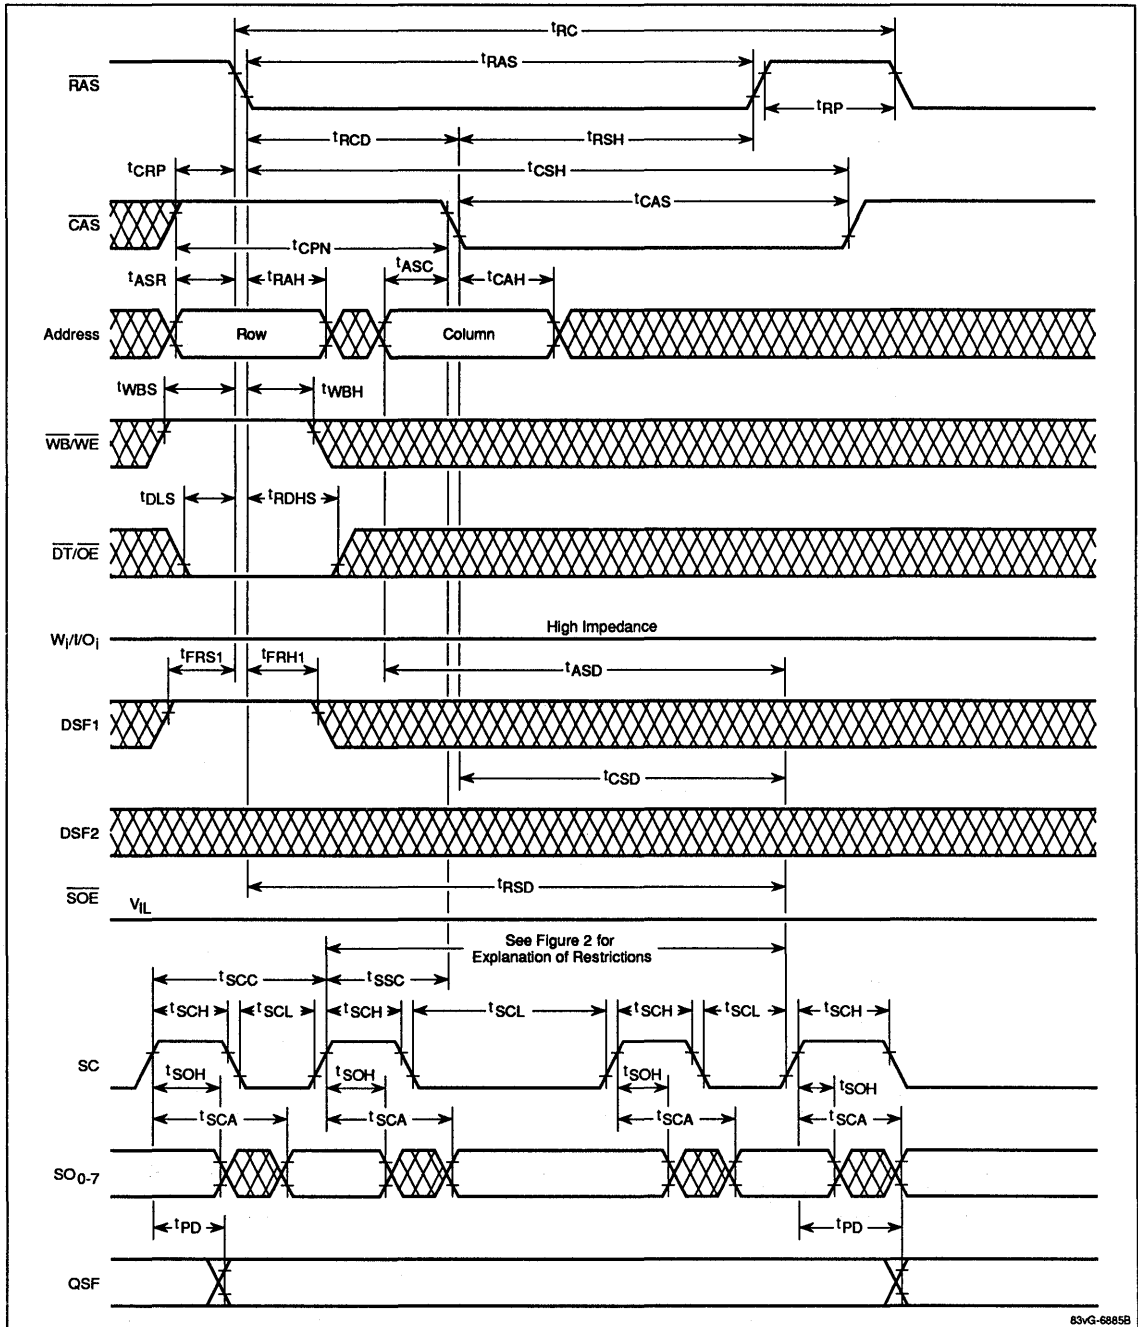 tRC
tRAS
RAS
tRP
tRCD
tRSH
tCRP
tCSH
tCAS
CAS
tCPN
tASR
tRAH
tASC
tCAH
Address
Row
Column
tWBS
tWBH
WB/WE
tDLS
tRDHS
DT/OE
Wi/I/Oi
High Impedance
tFRS1
tFRH1
tASD
DSF1
tCSD
DSF2
tRSD
SOE
VIL
See Figure 2 for
Explanation of Restrictions
tSCC
tSSC
tSCH
tSCL
tSCH
tSCL
tSCH
tSCL
tSCH
SC
tSOH
tSOH
tSOH
tSOH
tSCA
tSCA
tSCA
tSCA
SO0-7
tPD
tPD
QSF
83vG-6885B